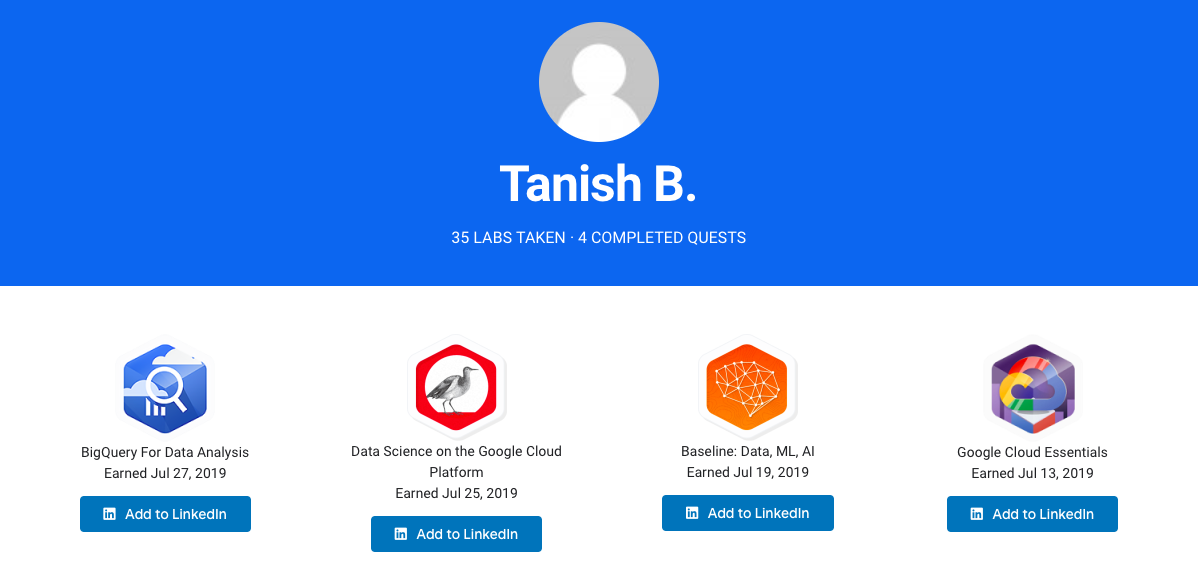 Tanish B.
35 LABS TAKEN · 4 COMPLETED QUESTS
BigQuery For Data Analysis
Earned Jul 27, 2019
Add to LinkedIn
Data Science on the Google Cloud
Platform
Earned Jul 25, 2019
Add to LinkedIn
Baseline: Data, ML, AI
Earned Jul 19, 2019
Add to LinkedIn
Google Cloud Essentials
Earned Jul 13, 2019
Add to LinkedIn